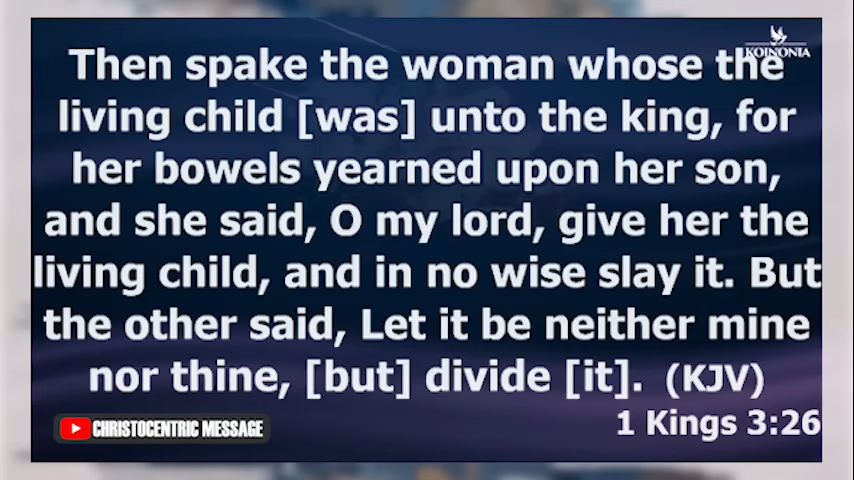 KOINONIA
Then spake the woman whose the
living child [was] unto the king, for
her bowels yearned upon her son,
and she said, O my lord, give her the
living child, and in no wise slay it. But
the other said, Let it be neither mine
nor thine, [but] divide [it]. (KJV)
1 Kings 3:26
CHRISTOCENTRIC MESSAGE